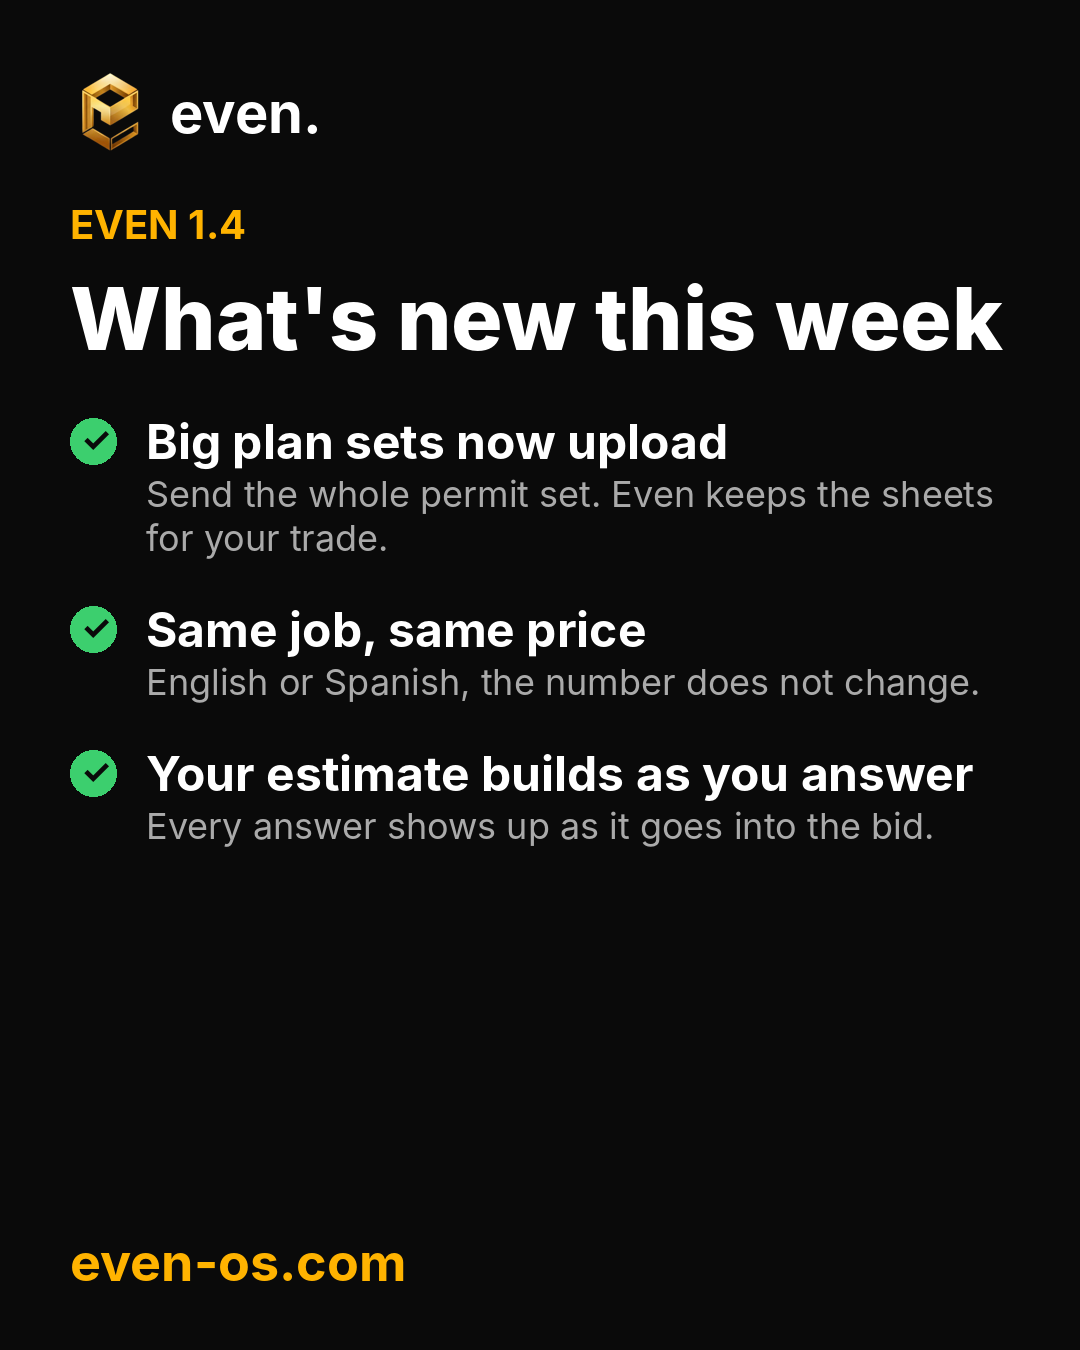 even.
EVEN 1.4
What's new this week
Big plan sets now upload
Send the whole permit set. Even keeps the sheets
for your trade.
Same job, same price
English or Spanish, the number does not change.
Your estimate builds as you answer
Every answer shows up as it goes into the bid.
even-os.com